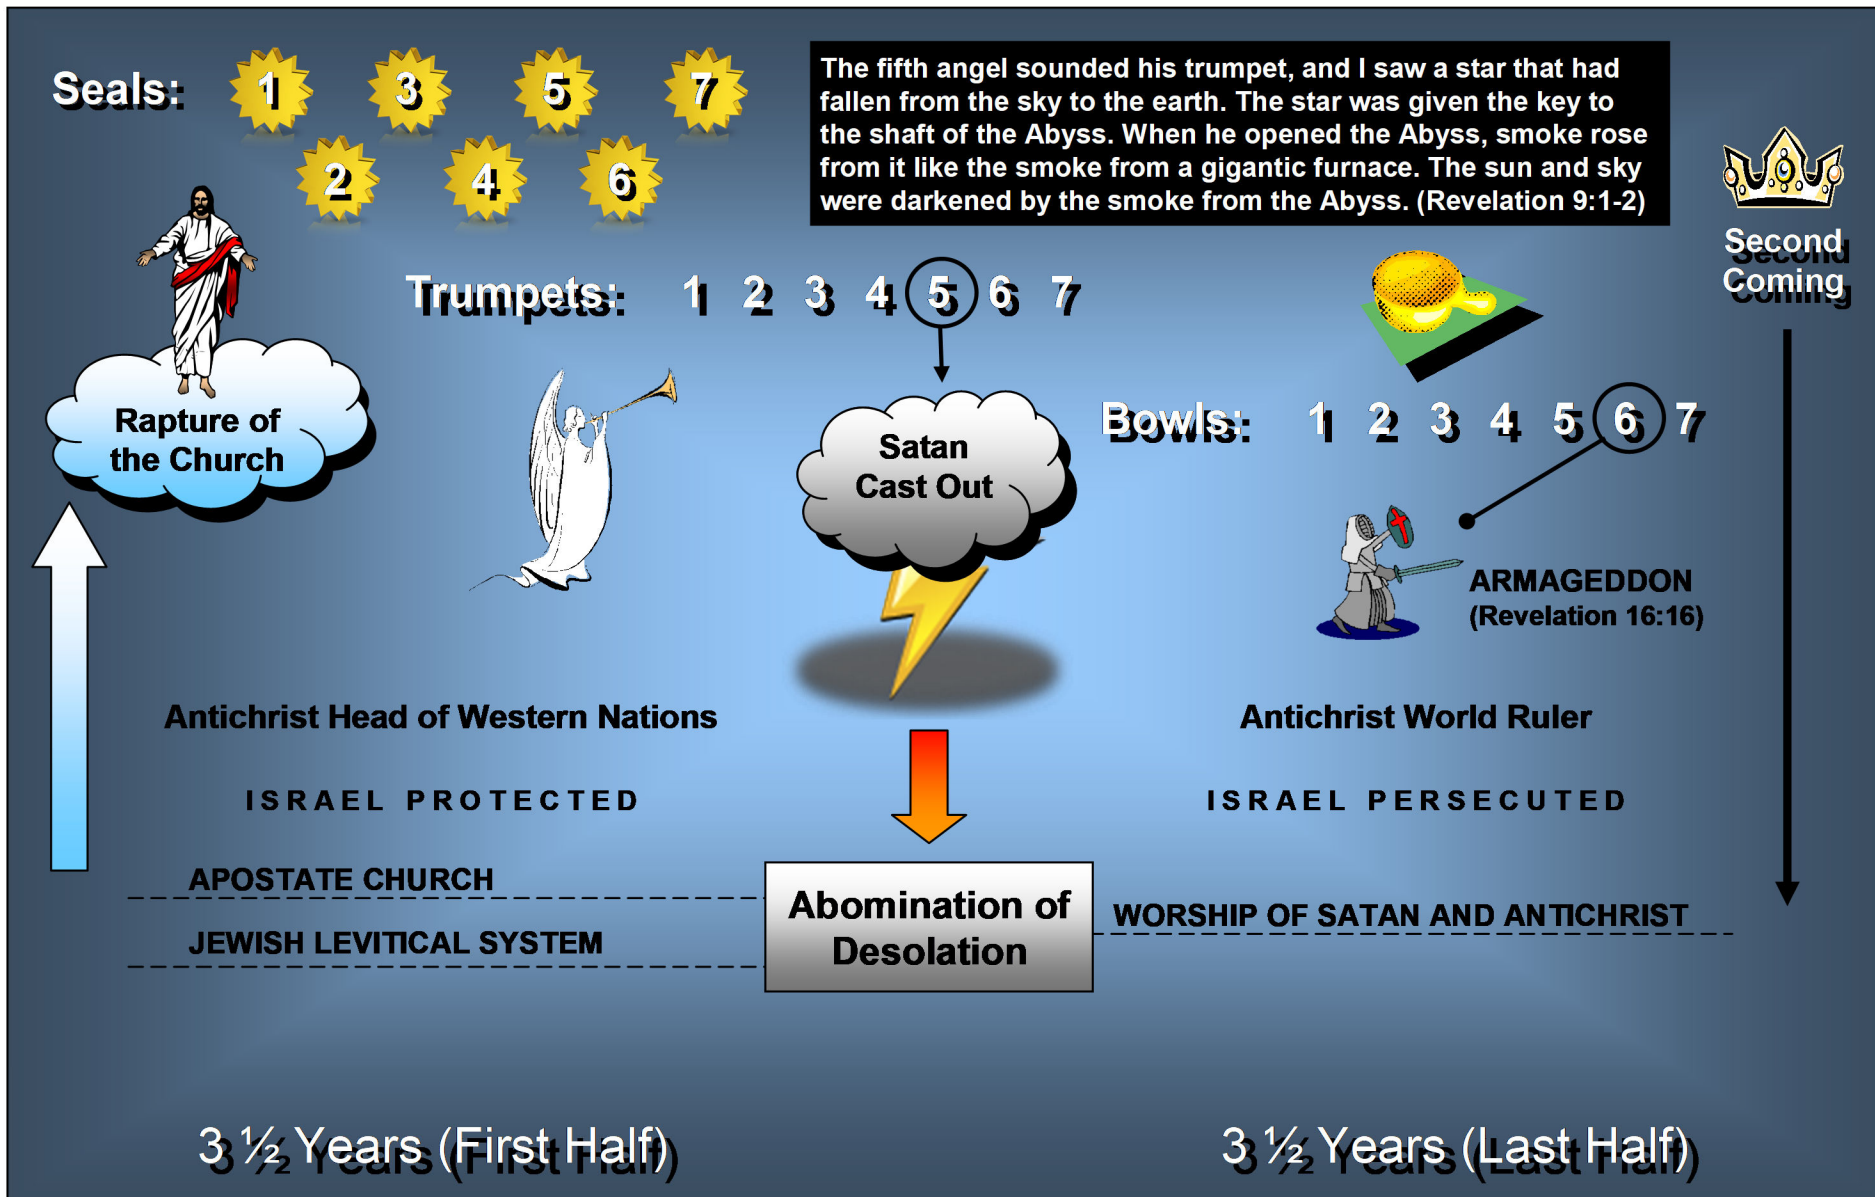 Seals:
1 3 5 7
2 4 6
The fifth angel sounded his trumpet, and I saw a star that had
fallen from the sky to the earth. The star was given the key to
the shaft of the Abyss. When he opened the Abyss, smoke rose
from it like the smoke from a gigantic furnace. The sun and sky
were darkened by the smoke from the Abyss. (Revelation 9:1-2)
Second
Coming
Trumpets: 1 2 3 4 5 6 7
Rapture of
the Church
Satan
Cast Out
Bowls: 1 2 3 4 5 6 7
ARMAGEDDON
(Revelation 16:16)
Antichrist Head of Western Nations
Antichrist World Ruler
ISRAEL PROTECTED
ISRAEL PERSECUTED
APOSTATE CHURCH
JEWISH LEVITICAL SYSTEM
Abomination of
Desolation
WORSHIP OF SATAN AND ANTICHRIST
3 ½ Years (First Half)
3 ½ Years (Last Half)